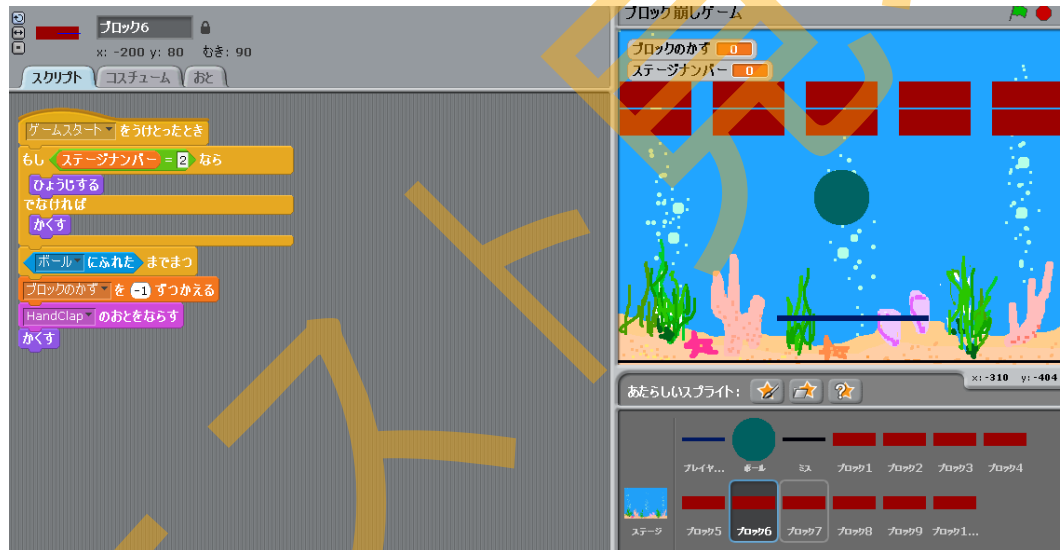 ブロック6
x: -200 y: 80 むき: 90
スクリプト コスチューム おと
ゲームスタート をうけとったとき
もし ステージナンバー = 2 なら
ひょうじする
でなければ
かくす
ボール にふれた までまつ
ブロックのかず を -1 ずつかえる
HandClap のおとをならす
かくす
ブロック崩しゲーム
ブロックのかず 0
ステージナンバー 0
x: -310 y: -404
あたらしいスプライト:
プレイヤ... ボール ミス ブロック1 ブロック2 ブロック3 ブロック4
ステージ ブロック5 ブロック6 ブロック7 ブロック8 ブロック9 ブロック1...